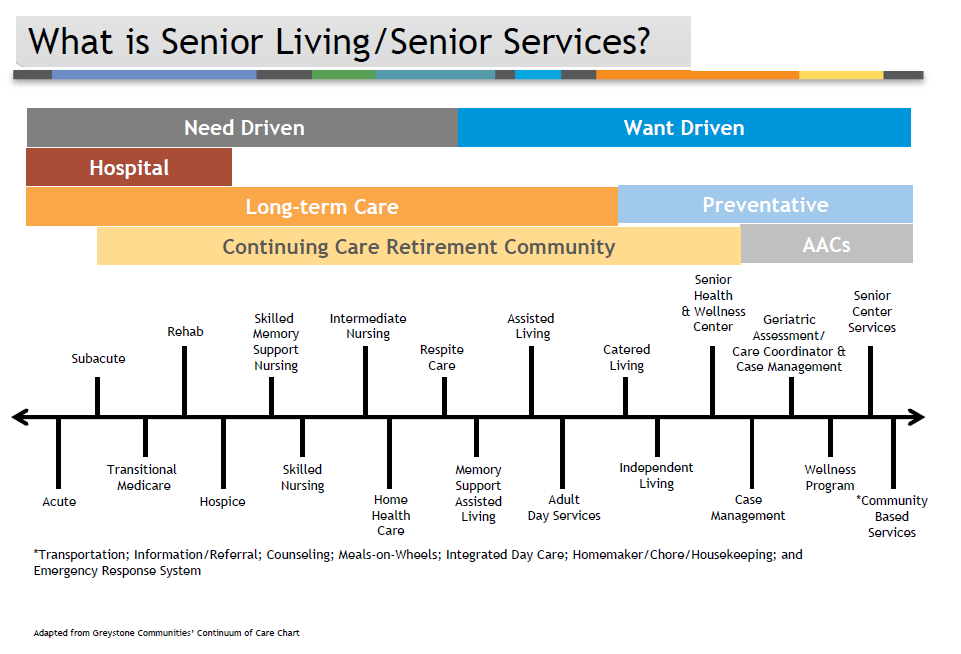 What is Senior Living/Senior Services?
Need Driven
Want Driven
Hospital
Long-term Care
Preventative
Continuing Care Retirement Community
AACs
Subacute
Rehab
Skilled
Memory
Support
Nursing
Intermediate
Nursing
Respite
Care
Assisted
Living
Catered
Living
Senior
Health
& Wellness
Center
Geriatric
Assessment/
Care Coordinator &
Case Management
Senior
Center
Services
Acute
Transitional
Medicare
Hospice
Skilled
Nursing
Home
Health
Care
Memory
Support
Assisted
Living
Adult
Day Services
Independent
Living
Case
Management
Wellness
Program
*Community
Based
Services
*Transportation; Information/Referral; Counseling; Meals-on-Wheels; Integrated Day Care; Homemaker/Chore/Housekeeping; and
Emergency Response System
Adapted from Greystone Communities' Continuum of Care Chart